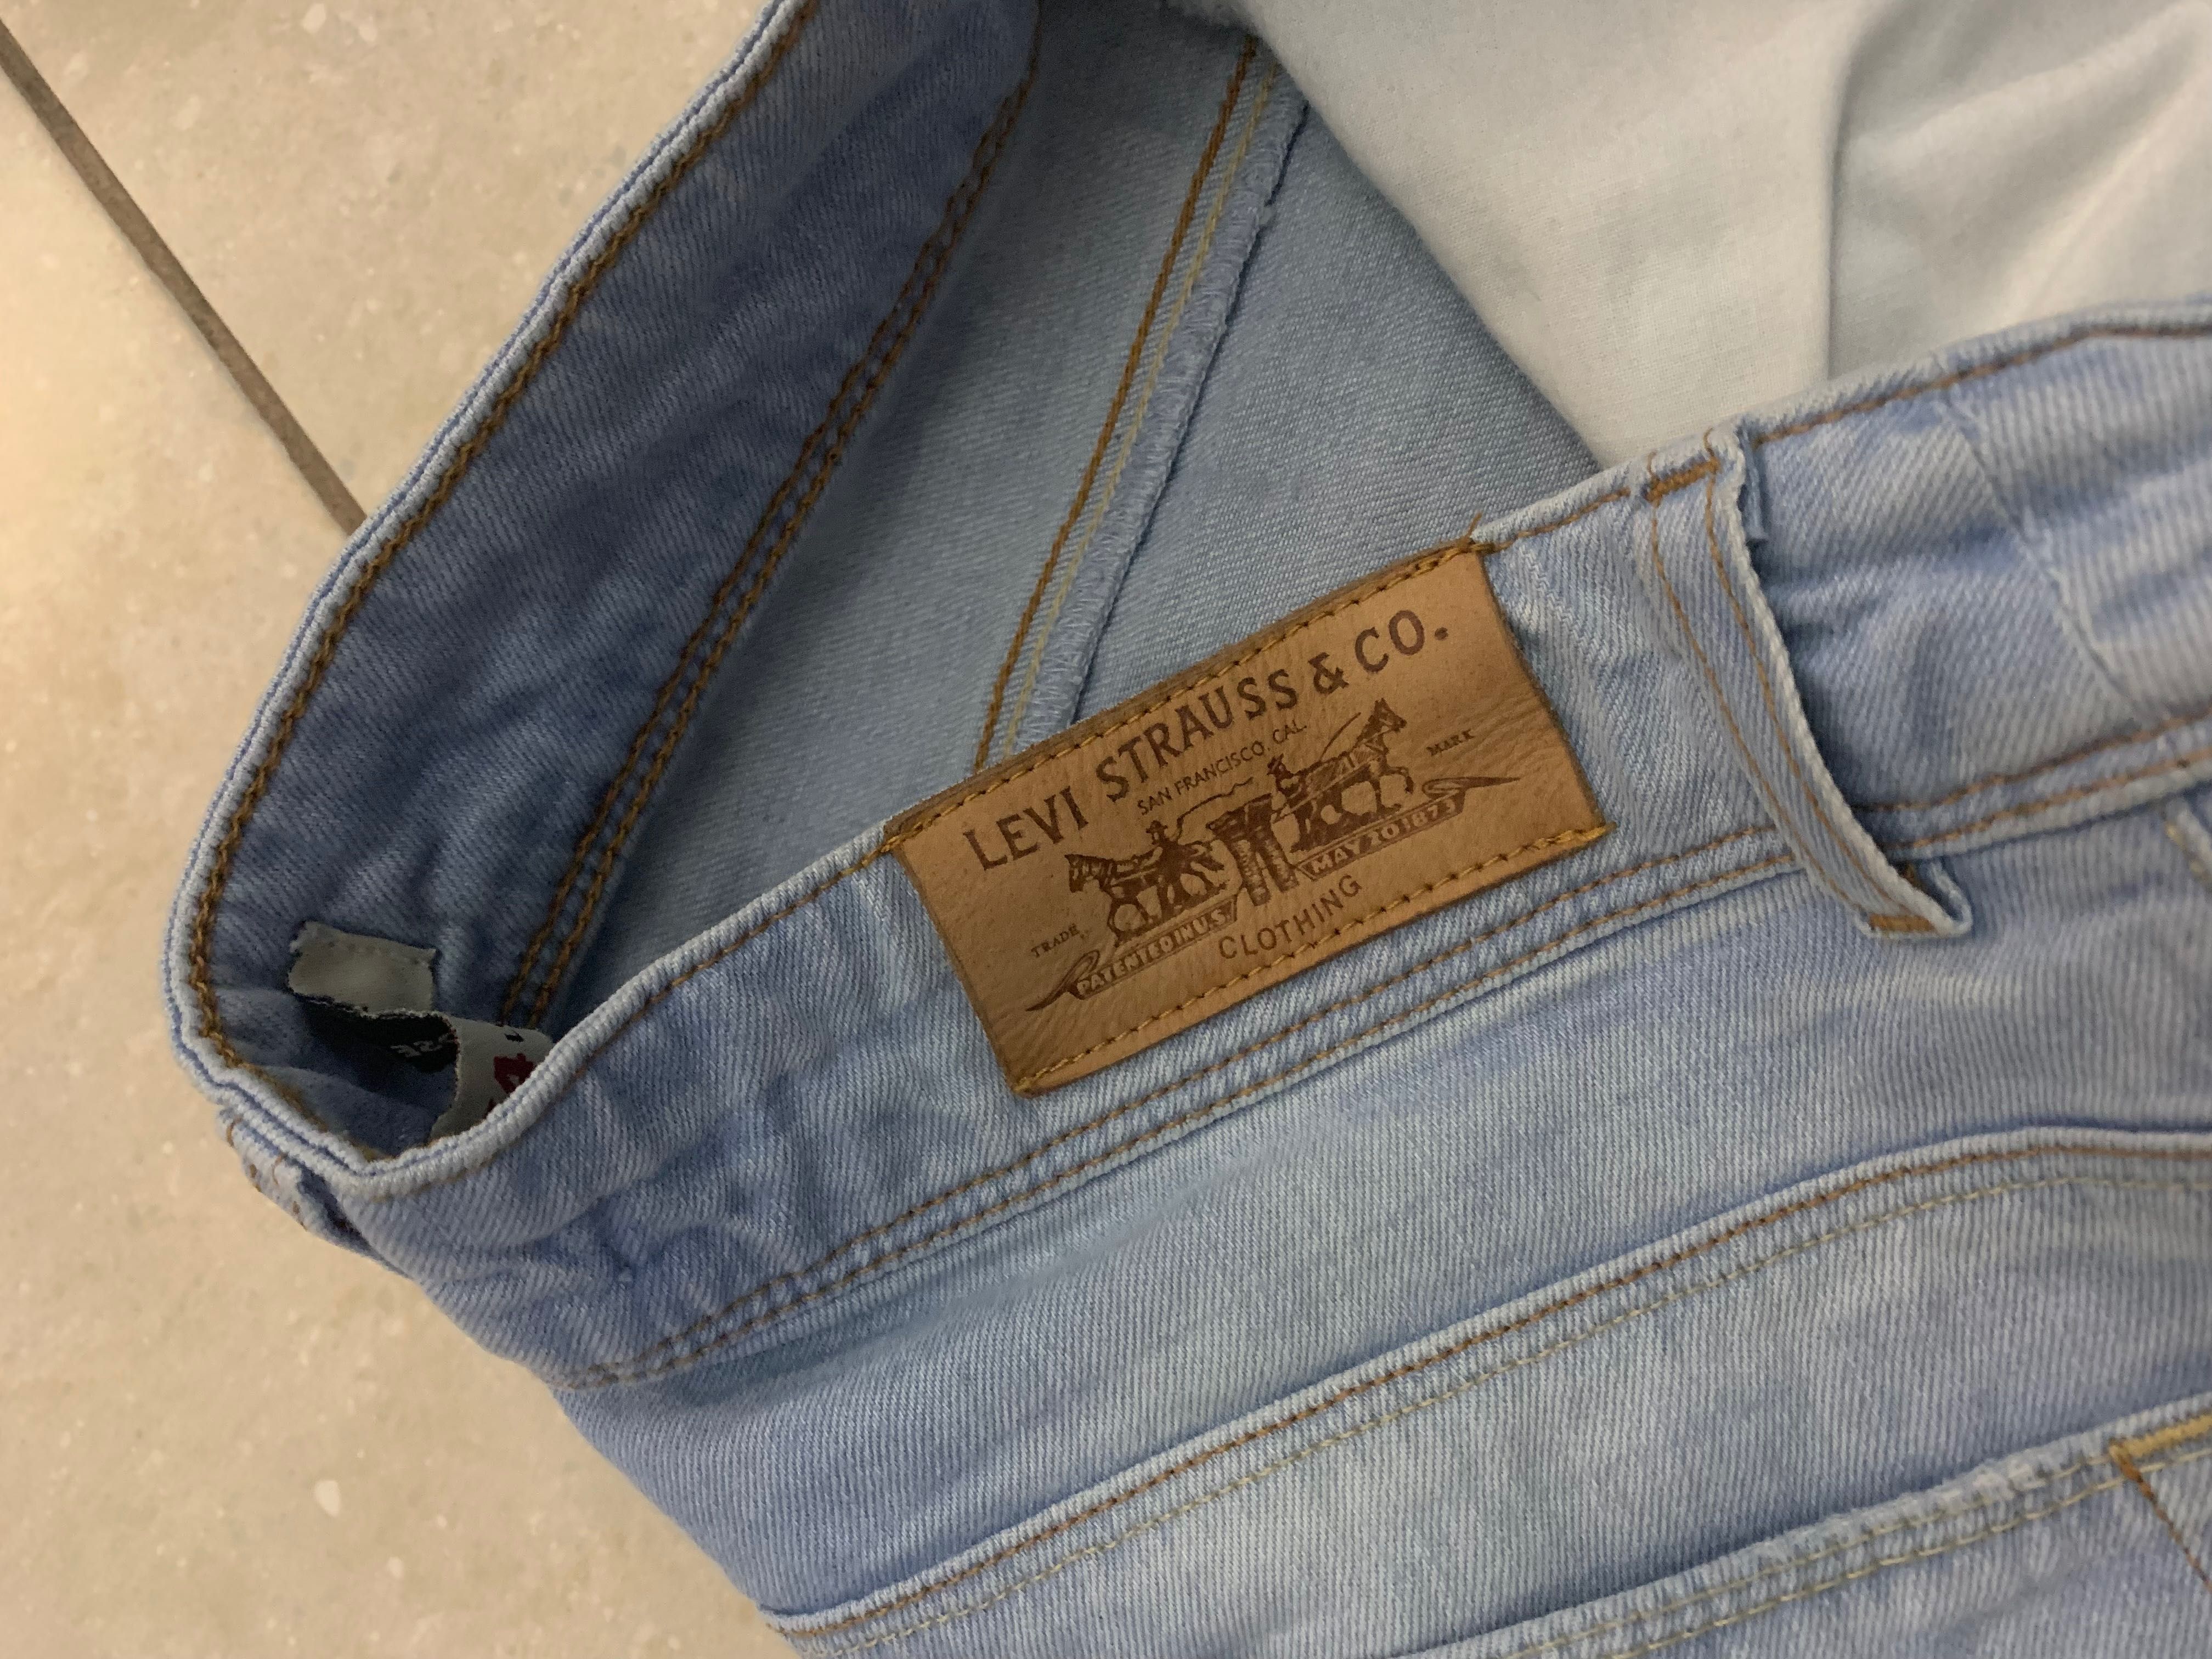 LEVI STRAUSS & CO.
SAN FRANCISCO, CAL.
TRADE MARK
PATENTED IN U.S. MAY 20 1873
CLOTHING